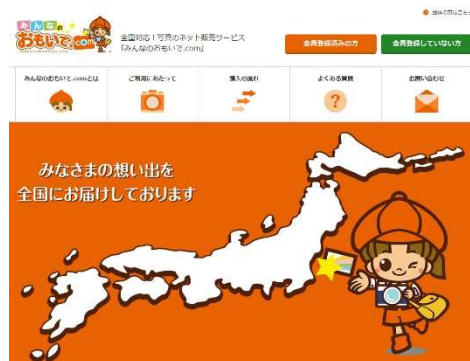 みんなの
おもいで.com
全国対応！写真のネット販売サービス
「みんなのおもいで.com」
会員登録済みの方
会員登録していない方
みんなのおもいで.comとは
ご利用にあたって
購入の流れ
よくある質問
お問い合わせ
みなさまの想い出を
全国にお届けしております